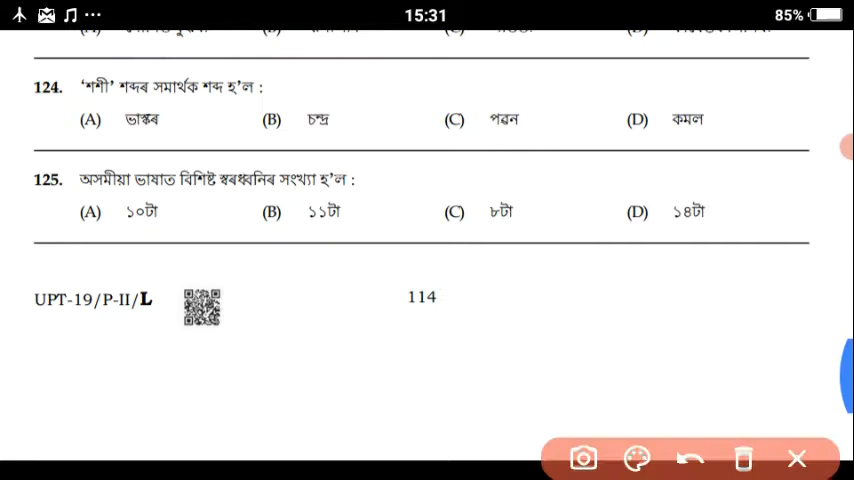 15:31 85%
124. ‘শশী’ শব্দৰ সমাৰ্থক শব্দ হ’ল :
(A) ভাস্কৰ (B) চন্দ্ৰ (C) পৱন (D) কমল
125. অসমীয়া ভাষাত বিশিষ্ট স্বৰধ্বনিৰ সংখ্যা হ’ল :
(A) ১০টা (B) ১১টা (C) ৮টা (D) ১৪টা
UPT-19/P-II/L 114